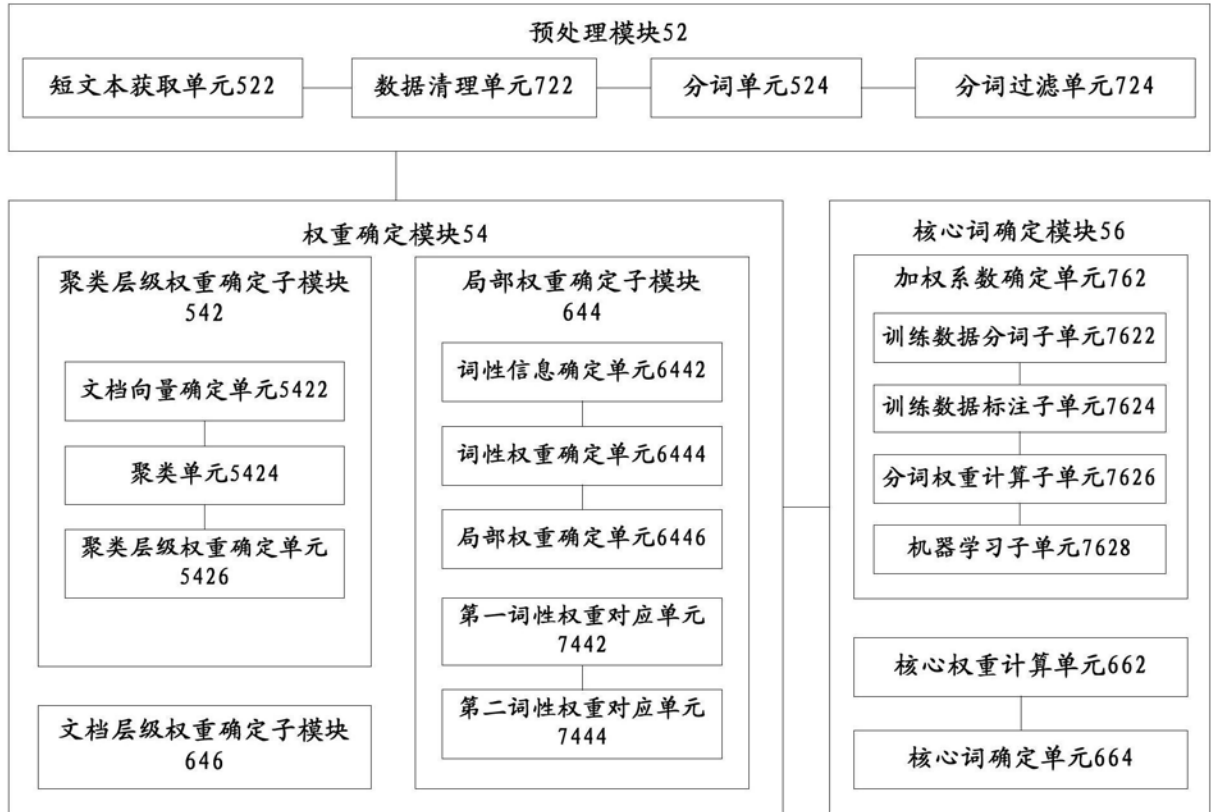 预处理模块52
短文本获取单元522
数据清理单元722
分词单元524
分词过滤单元724
权重确定模块54
聚类层级权重确定子模块
542
文档向量确定单元5422
聚类单元5424
聚类层级权重确定单元
5426
文档层级权重确定子模块
646
局部权重确定子模块
644
词性信息确定单元6442
词性权重确定单元6444
局部权重确定单元6446
第一词性权重对应单元
7442
第二词性权重对应单元
7444
核心词确定模块56
加权系数确定单元762
训练数据分词子单元7622
训练数据标注子单元7624
分词权重计算子单元7626
机器学习子单元7628
核心权重计算单元662
核心词确定单元664